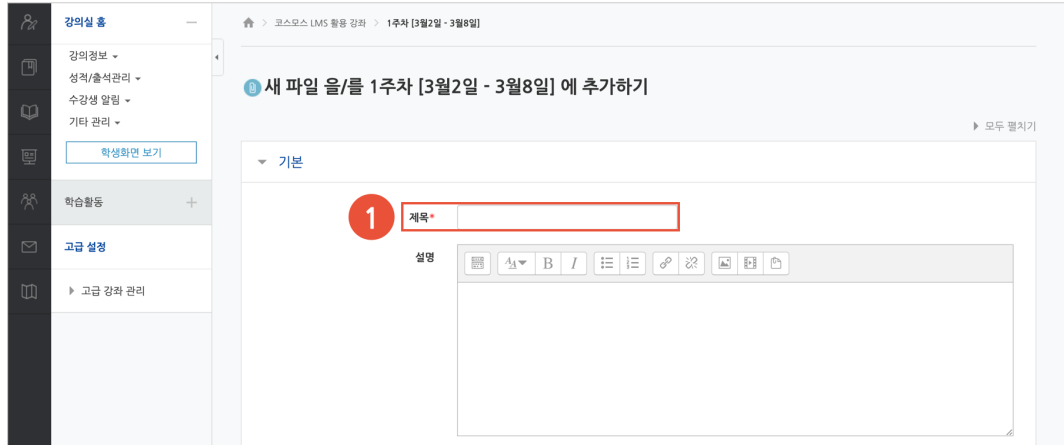 강의실 홈
강의정보
성적/출석관리
수강생 알림
기타 관리
학생화면 보기
학습활동
고급 설정
고급 강좌 관리
코스모스 LMS 활용 강좌 > 1주차 [3월2일 - 3월8일]
새 파일 을/를 1주차 [3월2일 - 3월8일] 에 추가하기
모두 펼치기
기본
1 제목*
설명
B I